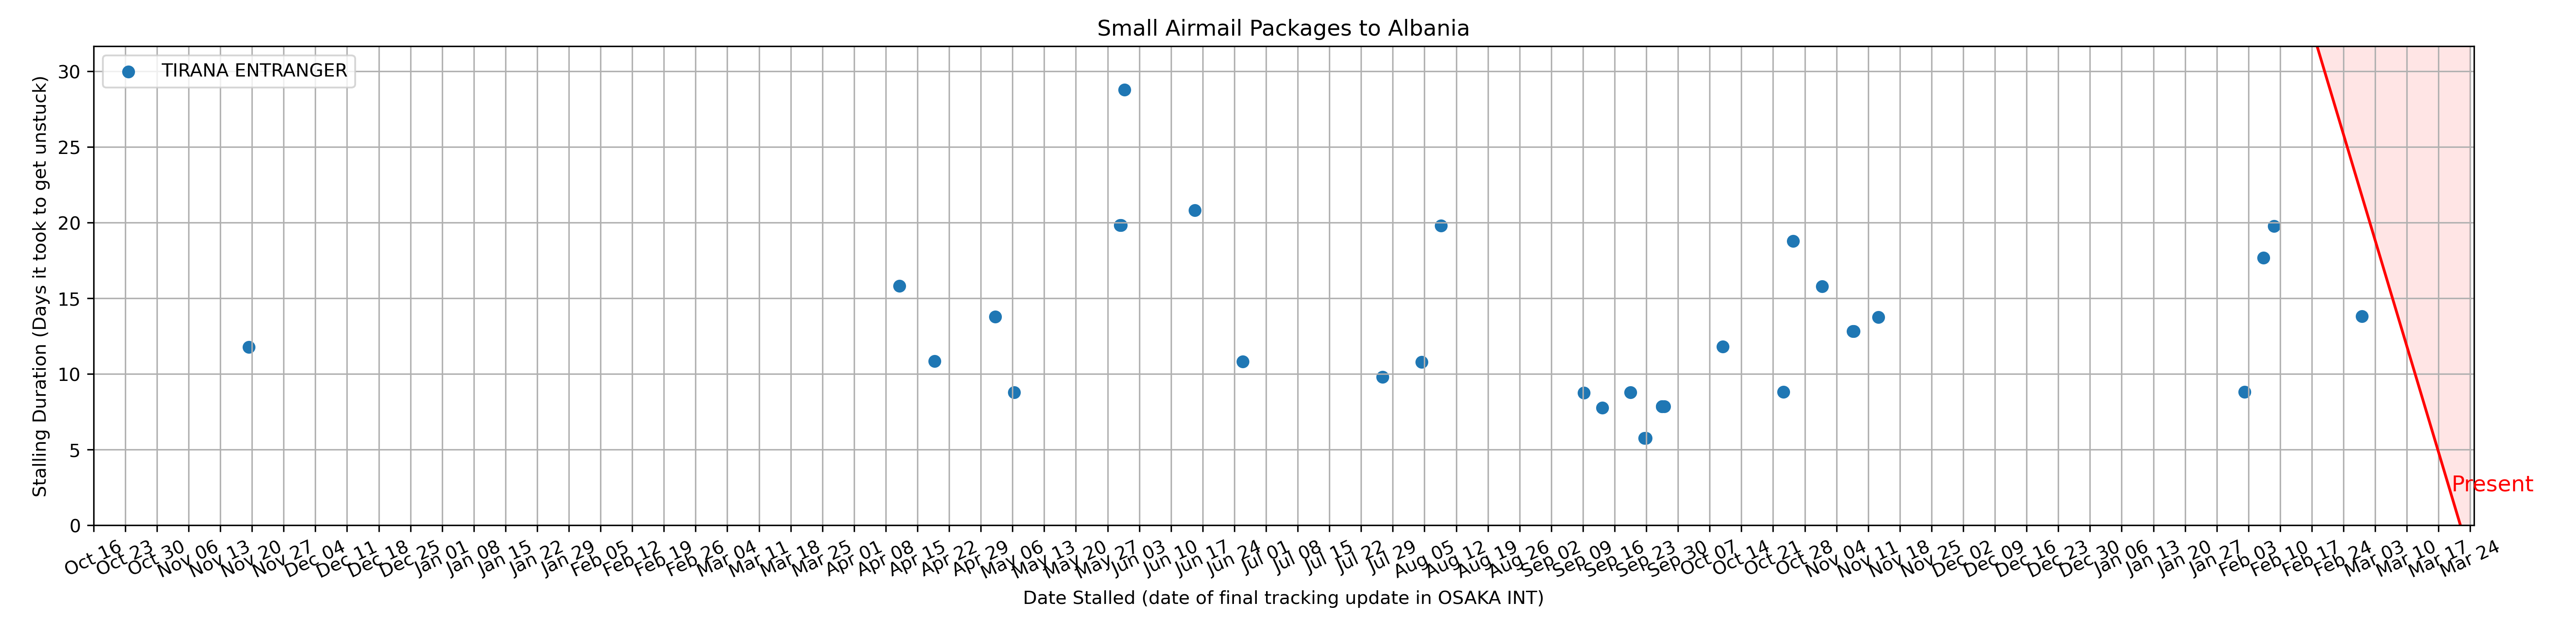 Small Airmail Packages to Albania
TIRANA ENTRANGER
Stalling Duration (Days it took to get unstuck)
30
25
20
15
10
5
0
Present
Oct 16
Oct 23
Oct 30
Nov 06
Nov 13
Nov 20
Nov 27
Dec 04
Dec 11
Dec 18
Dec 25
Jan 01
Jan 08
Jan 15
Jan 22
Jan 29
Feb 05
Feb 12
Feb 19
Feb 26
Mar 04
Mar 11
Mar 18
Mar 25
Apr 01
Apr 08
Apr 15
Apr 22
Apr 29
May 06
May 13
May 20
May 27
Jun 03
Jun 10
Jun 17
Jun 24
Jul 01
Jul 08
Jul 15
Jul 22
Jul 29
Aug 05
Aug 12
Aug 19
Aug 26
Sep 02
Sep 09
Sep 16
Sep 23
Sep 30
Oct 07
Oct 14
Oct 21
Oct 28
Nov 04
Nov 11
Nov 18
Nov 25
Dec 02
Dec 09
Dec 16
Dec 23
Dec 30
Jan 06
Jan 13
Jan 20
Jan 27
Feb 03
Feb 10
Feb 17
Feb 24
Mar 03
Mar 10
Mar 17
Mar 24
Date Stalled (date of final tracking update in OSAKA INT)